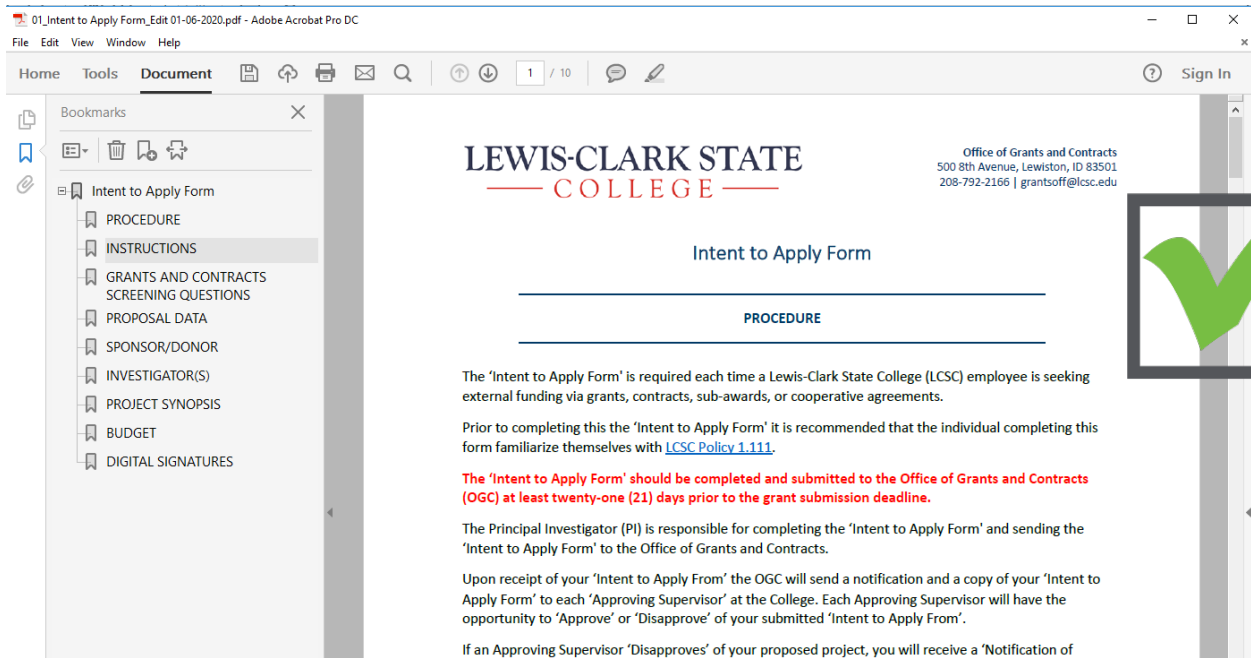 01_Intent to Apply Form_Edit 01-06-2020.pdf - Adobe Acrobat Pro DC
File Edit View Window Help
Home Tools Document 1 / 10 Sign In
Bookmarks
Intent to Apply Form
PROCEDURE
INSTRUCTIONS
GRANTS AND CONTRACTS
SCREENING QUESTIONS
PROPOSAL DATA
SPONSOR/DONOR
INVESTIGATOR(S)
PROJECT SYNOPSIS
BUDGET
DIGITAL SIGNATURES
LEWIS-CLARK STATE
COLLEGE
Office of Grants and Contracts
500 8th Avenue, Lewiston, ID 83501
208-792-2166 | grantsoff@lcsc.edu
Intent to Apply Form
PROCEDURE
The ‘Intent to Apply Form' is required each time a Lewis-Clark State College (LCSC) employee is seeking
external funding via grants, contracts, sub-awards, or cooperative agreements.
Prior to completing this the ‘Intent to Apply Form' it is recommended that the individual completing this
form familiarize themselves with LCSC Policy 1.111.
The ‘Intent to Apply Form' should be completed and submitted to the Office of Grants and Contracts
(OGC) at least twenty-one (21) days prior to the grant submission deadline.
The Principal Investigator (PI) is responsible for completing the ‘Intent to Apply Form' and sending the
‘Intent to Apply Form' to the Office of Grants and Contracts.
Upon receipt of your ‘Intent to Apply From’ the OGC will send a notification and a copy of your ‘Intent to
Apply Form’ to each ‘Approving Supervisor’ at the College. Each Approving Supervisor will have the
opportunity to ‘Approve’ or ‘Disapprove’ of your submitted ‘Intent to Apply From’.
If an Approving Supervisor ‘Disapproves’ of your proposed project, you will receive a ‘Notification of